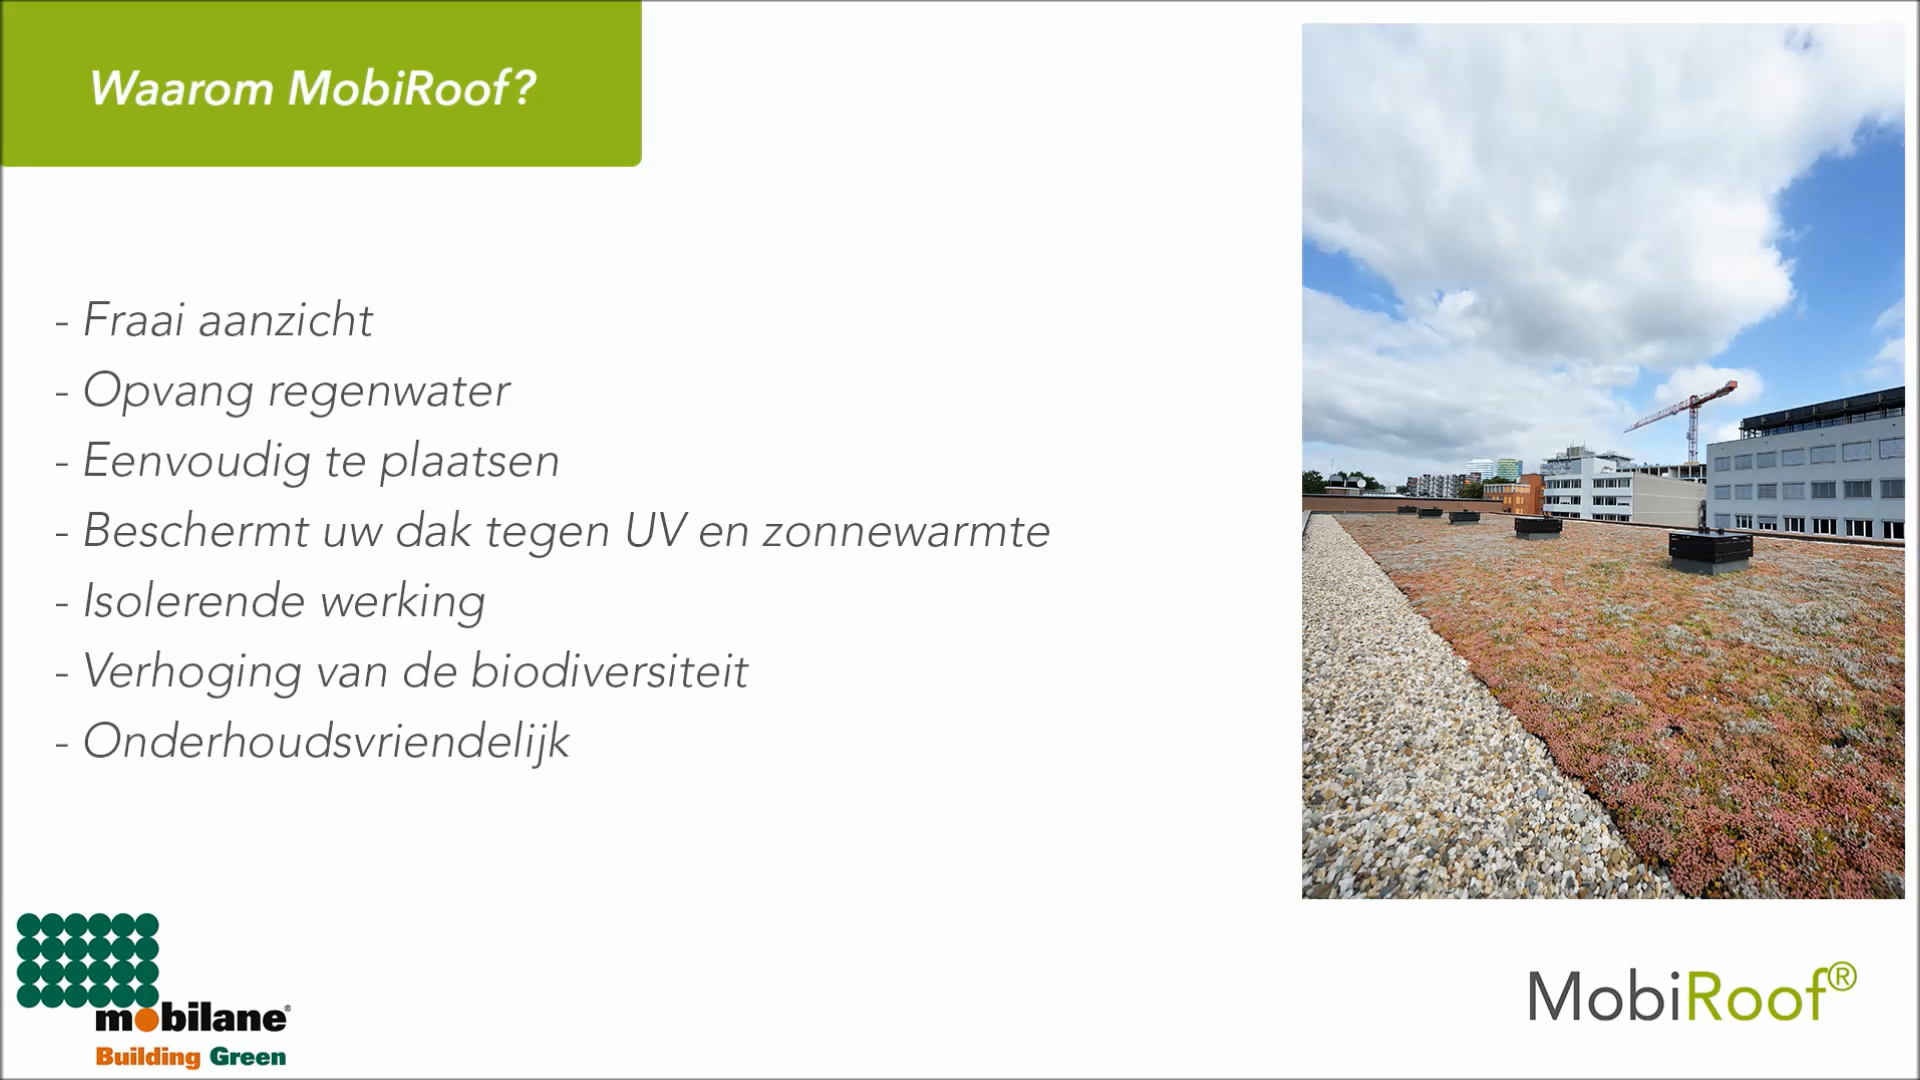 Waarom MobiRoof?
- Fraai aanzicht
- Opvang regenwater
- Eenvoudig te plaatsen
- Beschermt uw dak tegen UV en zonnewarmte
- Isolerende werking
- Verhoging van de biodiversiteit
- Onderhoudsvriendelijk
mobilane®
Building Green
MobiRoof®